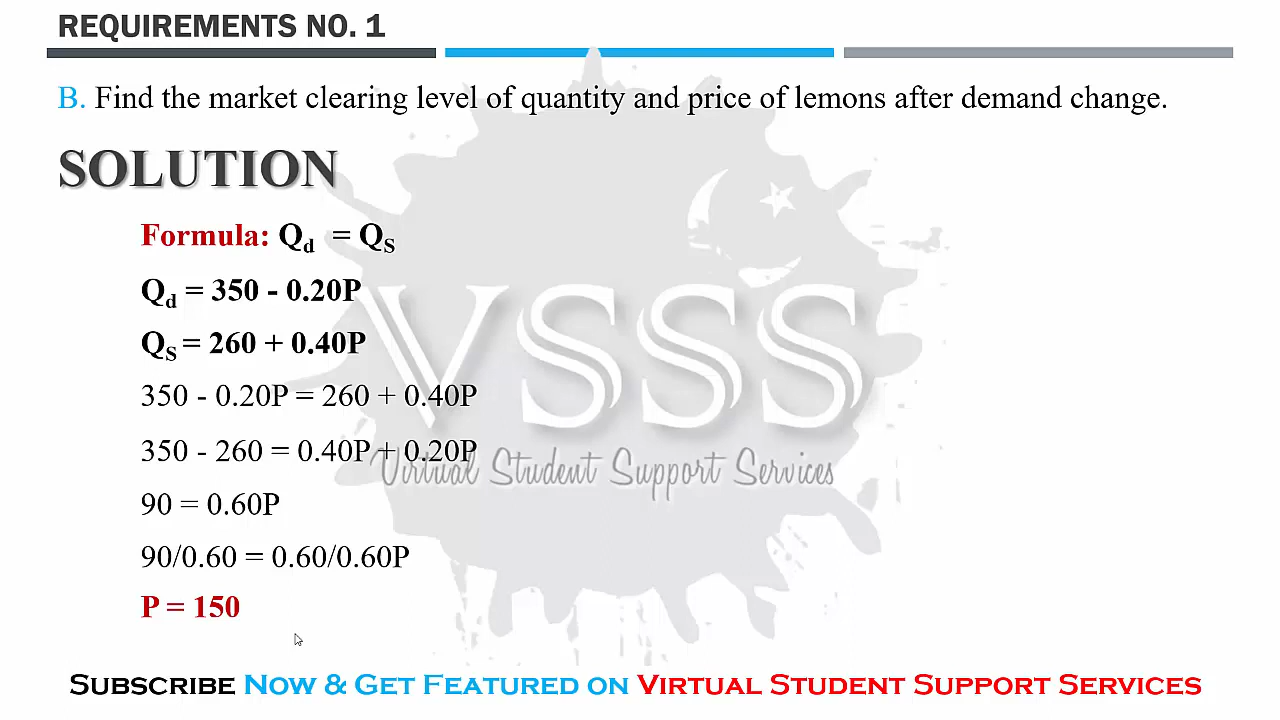 REQUIREMENTS NO. 1
B. Find the market clearing level of quantity and price of lemons after demand change.
SOLUTION
Formula: Qd = QS
Qd = 350 - 0.20P
QS = 260 + 0.40P
350 - 0.20P = 260 + 0.40P
350 - 260 = 0.40P + 0.20P
90 = 0.60P
90/0.60 = 0.60/0.60P
P = 150
VSSS
Virtual Student Support Services
SUBSCRIBE NOW & GET FEATURED ON VIRTUAL STUDENT SUPPORT SERVICES